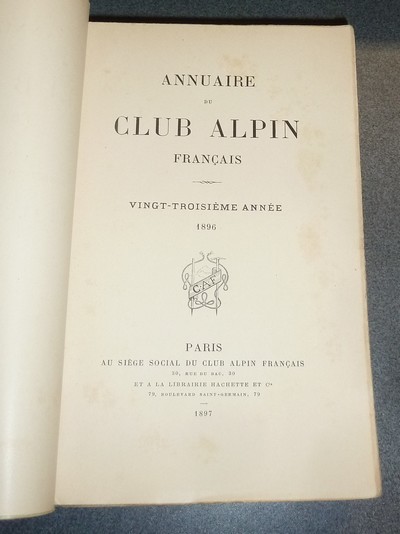 ANNUAIRE
DU
CLUB ALPIN
FRANÇAIS
VINGT-TROISIÈME ANNÉE
1896
C.A.F.
PARIS
AU SIÈGE SOCIAL DU CLUB ALPIN FRANÇAIS
30, RUE DU BAC, 30
ET A LA LIBRAIRIE HACHETTE ET Cie
79, BOULEVARD SAINT-GERMAIN, 79
1897